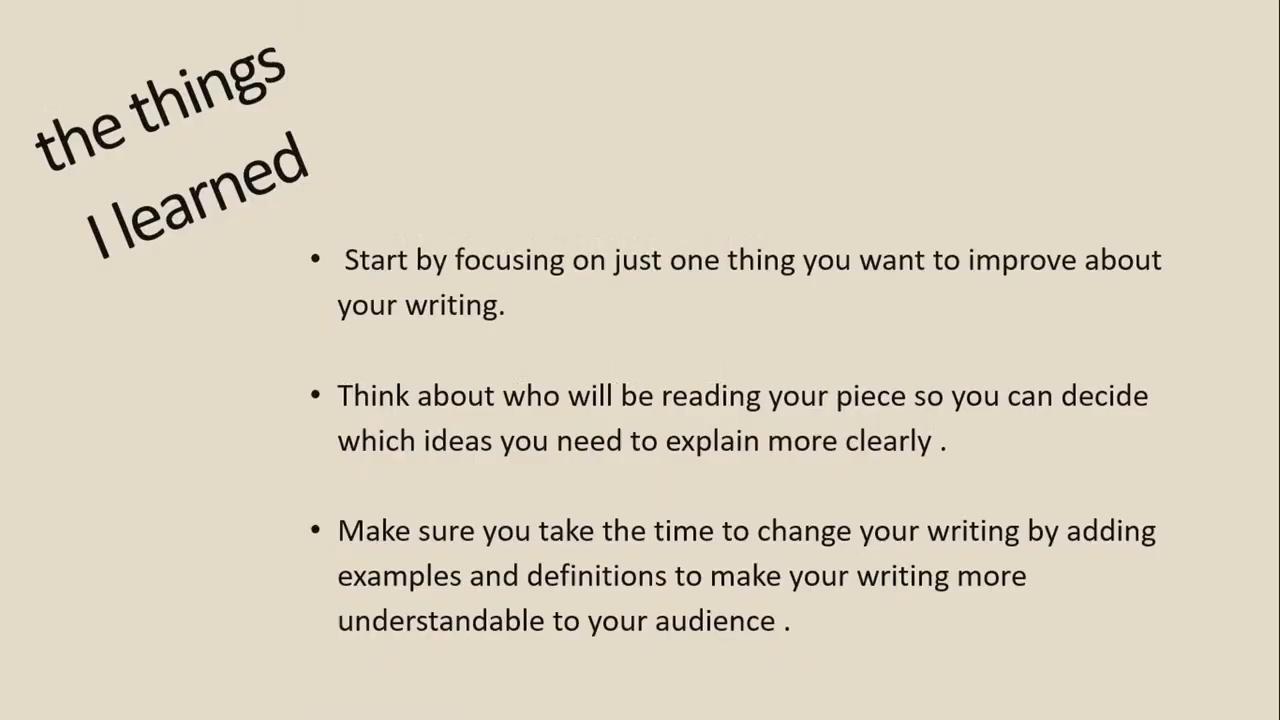 the things
I learned
• Start by focusing on just one thing you want to improve about
your writing.
• Think about who will be reading your piece so you can decide
which ideas you need to explain more clearly .
• Make sure you take the time to change your writing by adding
examples and definitions to make your writing more
understandable to your audience .